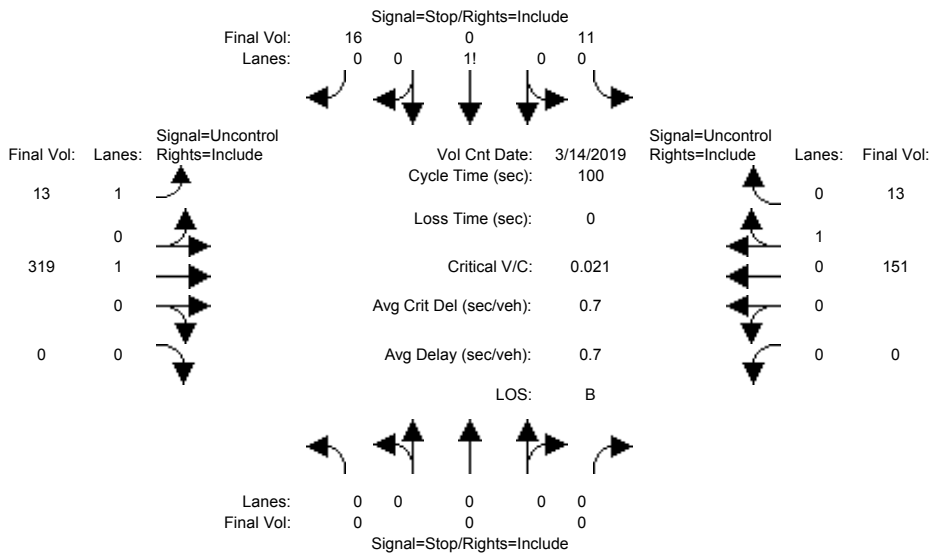 Signal=Stop/Rights=Include
Final Vol: 16 0 11
Lanes: 0 0 1! 0 0
Signal=Uncontrol Signal=Uncontrol
Final Vol: Lanes: Rights=Include Vol Cnt Date: 3/14/2019 Rights=Include Lanes: Final Vol:
Cycle Time (sec): 100
13 1 0 13
Loss Time (sec): 0
0 1
319 1 Critical V/C: 0.021 0 151
0 Avg Crit Del (sec/veh): 0.7 0
0 0 Avg Delay (sec/veh): 0.7 0 0
LOS: B
Lanes: 0 0 0 0 0
Final Vol: 0 0 0
Signal=Stop/Rights=Include